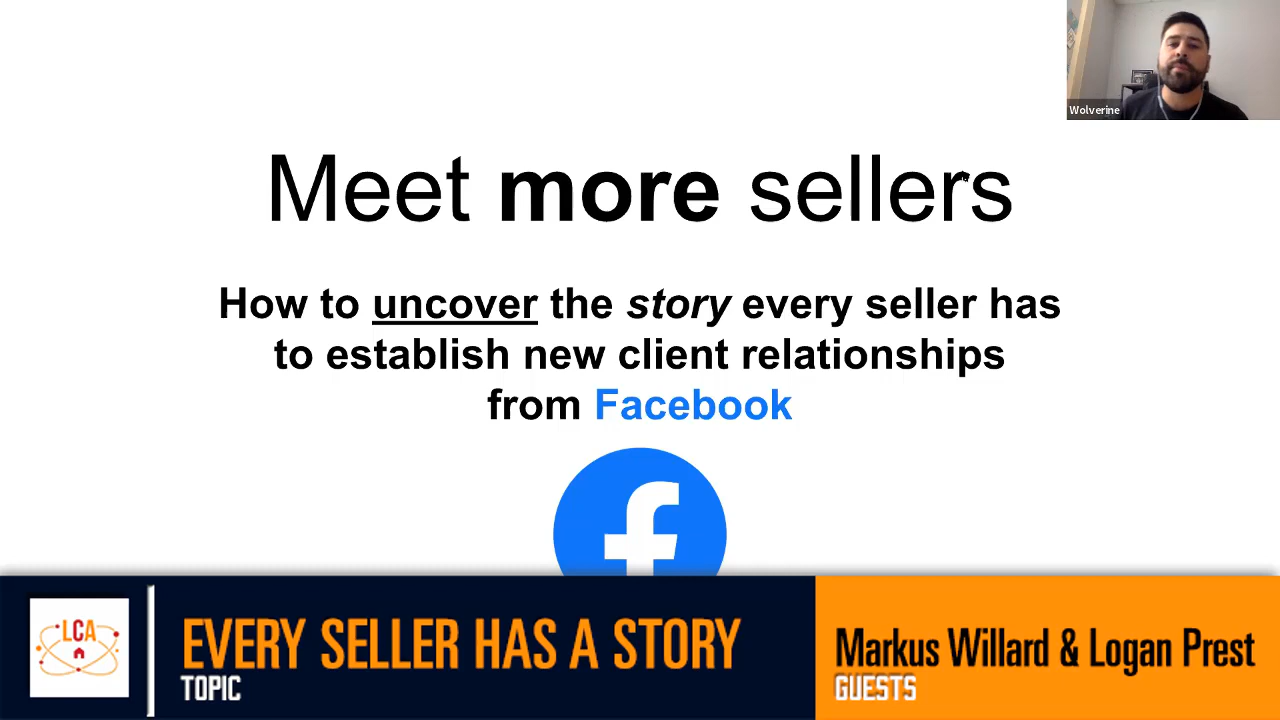 Wolverine
Meet more sellers
How to uncover the story every seller has
to establish new client relationships
from Facebook
LCA
EVERY SELLER HAS A STORY
TOPIC
Markus Willard & Logan Prest
GUESTS